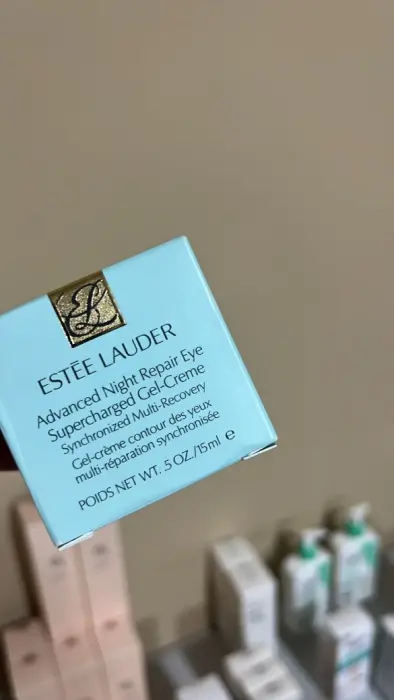 ESTĒE LAUDER
Advanced Night Repair Eye
Supercharged Gel-Creme
Synchronized Multi-Recovery
Gel-crème contour des yeux
multi-réparation synchronisée
POIDS NET WT. .5 OZ./15ml ℮